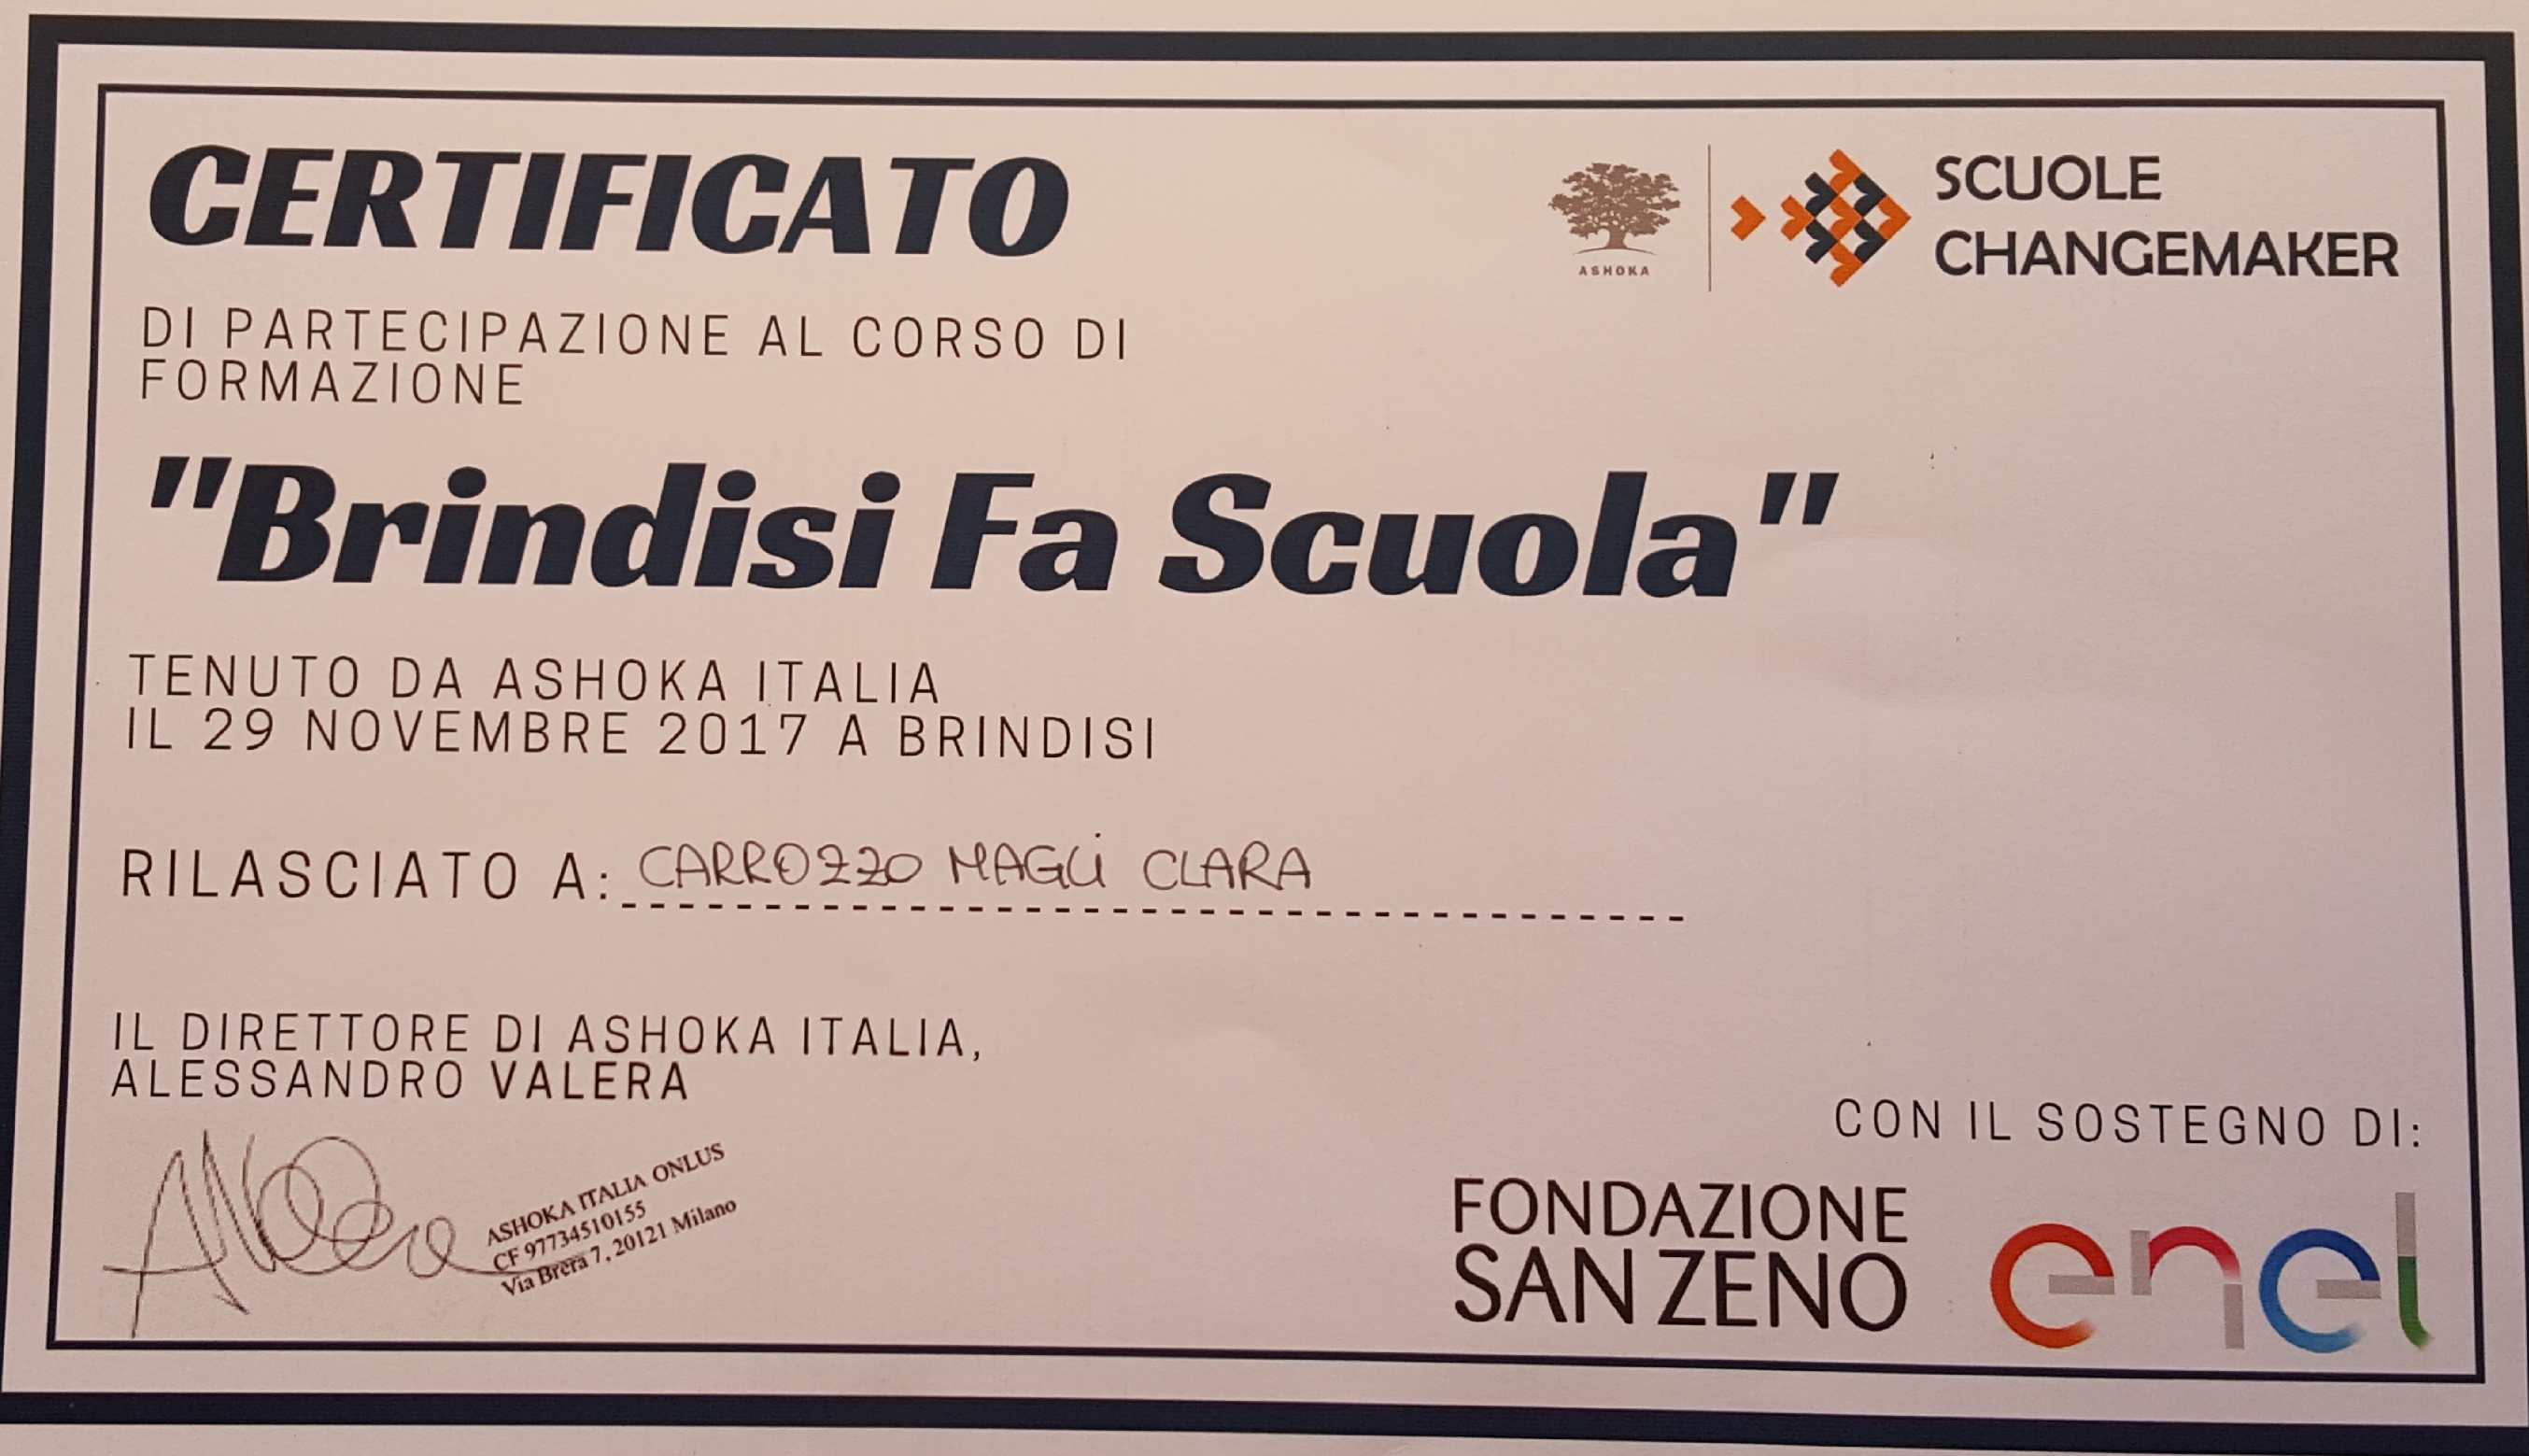 CERTIFICATO
ASHOKA
SCUOLE
CHANGEMAKER
DI PARTECIPAZIONE AL CORSO DI
FORMAZIONE
"Brindisi Fa Scuola"
TENUTO DA ASHOKA ITALIA
IL 29 NOVEMBRE 2017 A BRINDISI
RILASCIATO A: CARROZZO MAGLI CLARA
IL DIRETTORE DI ASHOKA ITALIA,
ALESSANDRO VALERA
ASHOKA ITALIA ONLUS
CF 97734510155
Via Brera 7, 20121 Milano
CON IL SOSTEGNO DI:
FONDAZIONE
SAN ZENO
enel